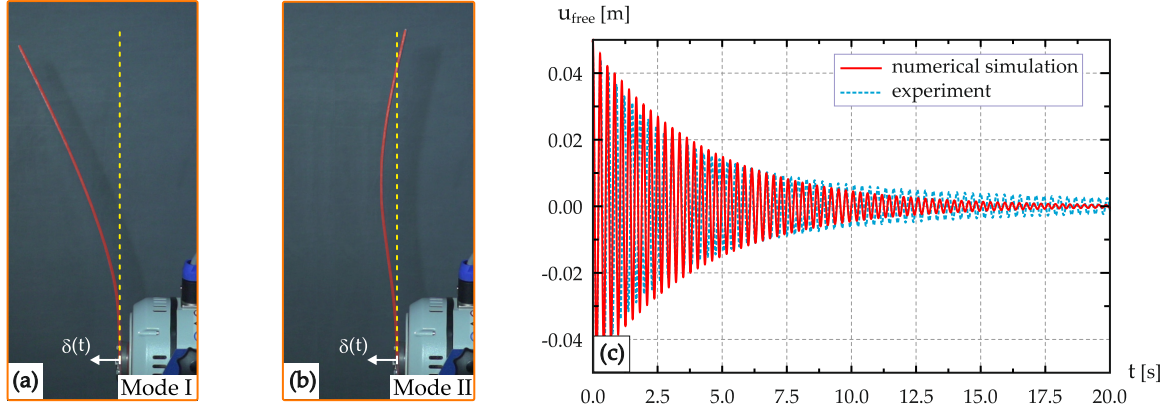 δ(t)
(a)
Mode I
δ(t)
(b)
Mode II
u_free [m]
numerical simulation
experiment
0.04
0.02
0.00
-0.02
-0.04
(c)
t [s]
0.0 2.5 5.0 7.5 10.0 12.5 15.0 17.5 20.0